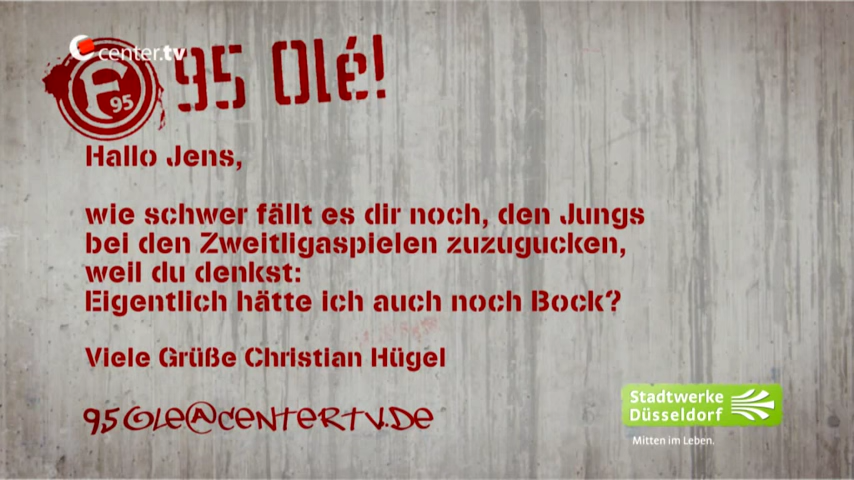 center.tv
F 95
95 Olé!
Hallo Jens,
wie schwer fällt es dir noch, den Jungs
bei den Zweitligaspielen zuzugucken,
weil du denkst:
Eigentlich hätte ich auch noch Bock?
Viele Grüße Christian Hügel
95OLE@CENTERTV.DE
Stadtwerke
Düsseldorf
Mitten im Leben.